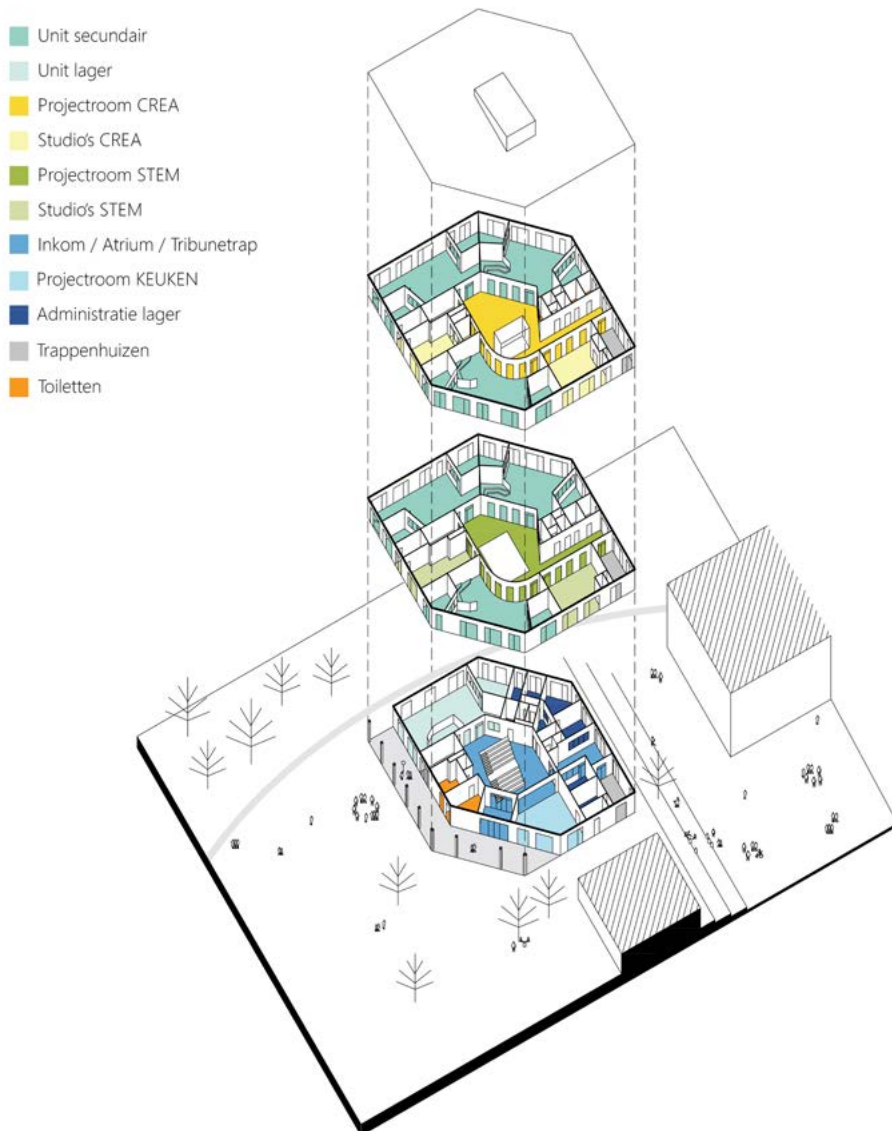 Unit secundair
Unit lager
Projectroom CREA
Studio's CREA
Projectroom STEM
Studio's STEM
Inkom / Atrium / Tribunetrap
Projectroom KEUKEN
Administratie lager
Trappenhuizen
Toiletten